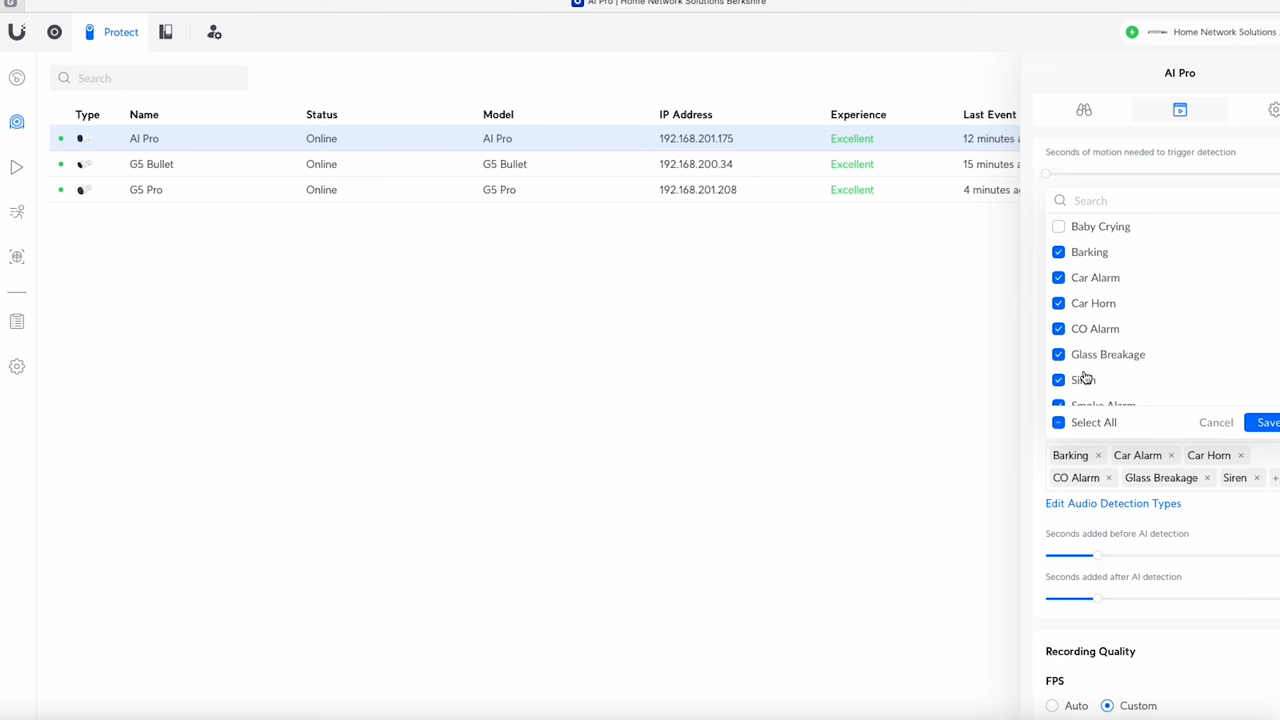 AI Pro | Home Network Solutions Berkshire
Protect
Home Network Solutions
Search
AI Pro
Type Name Status Model IP Address Experience Last Event
AI Pro Online AI Pro 192.168.201.175 Excellent 12 minutes a
G5 Bullet Online G5 Bullet 192.168.200.34 Excellent 15 minutes a
G5 Pro Online G5 Pro 192.168.201.208 Excellent 4 minutes a
Seconds of motion needed to trigger detection
Search
Baby Crying
Barking
Car Alarm
Car Horn
CO Alarm
Glass Breakage
Siren
Smoke Alarm
Select All Cancel Save
Barking × Car Alarm × Car Horn ×
CO Alarm × Glass Breakage × Siren × +
Edit Audio Detection Types
Seconds added before AI detection
Seconds added after AI detection
Recording Quality
FPS
Auto Custom